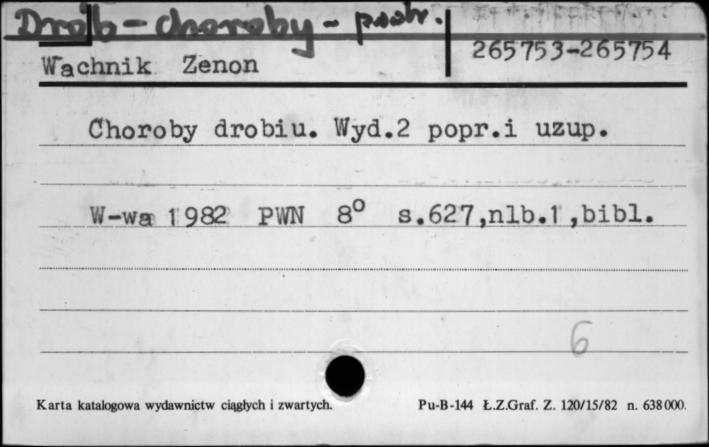 Drób - choroby - podr.
265753-265754
Wachnik Zenon
Choroby drobiu. Wyd.2 popr.i uzup.
W-wa 1982 PWN 8º s.627,nlb.1,bibl.
6
Karta katalogowa wydawnictw ciągłych i zwartych.
Pu-B-144 Ł.Z.Graf. Z. 120/15/82 n. 638000.